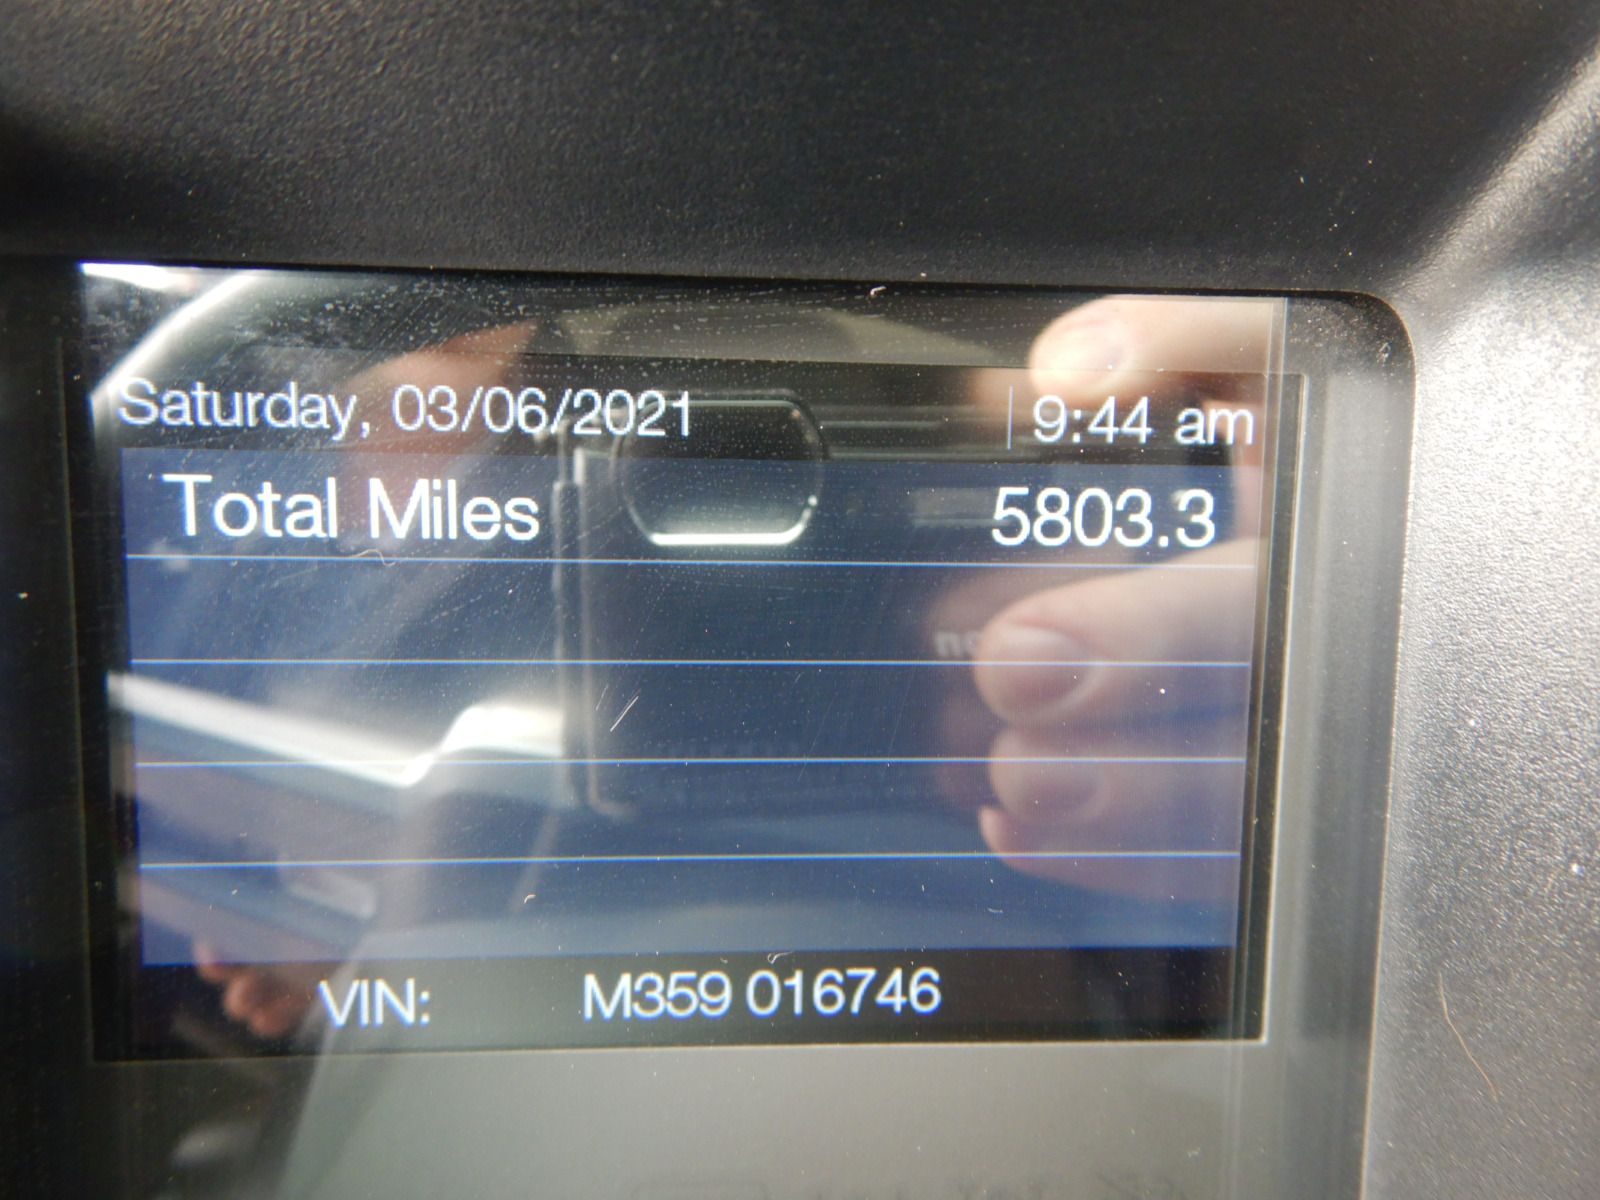 Saturday, 03/06/2021 | 9:44 am
Total Miles 5803.3
VIN: M359 016746